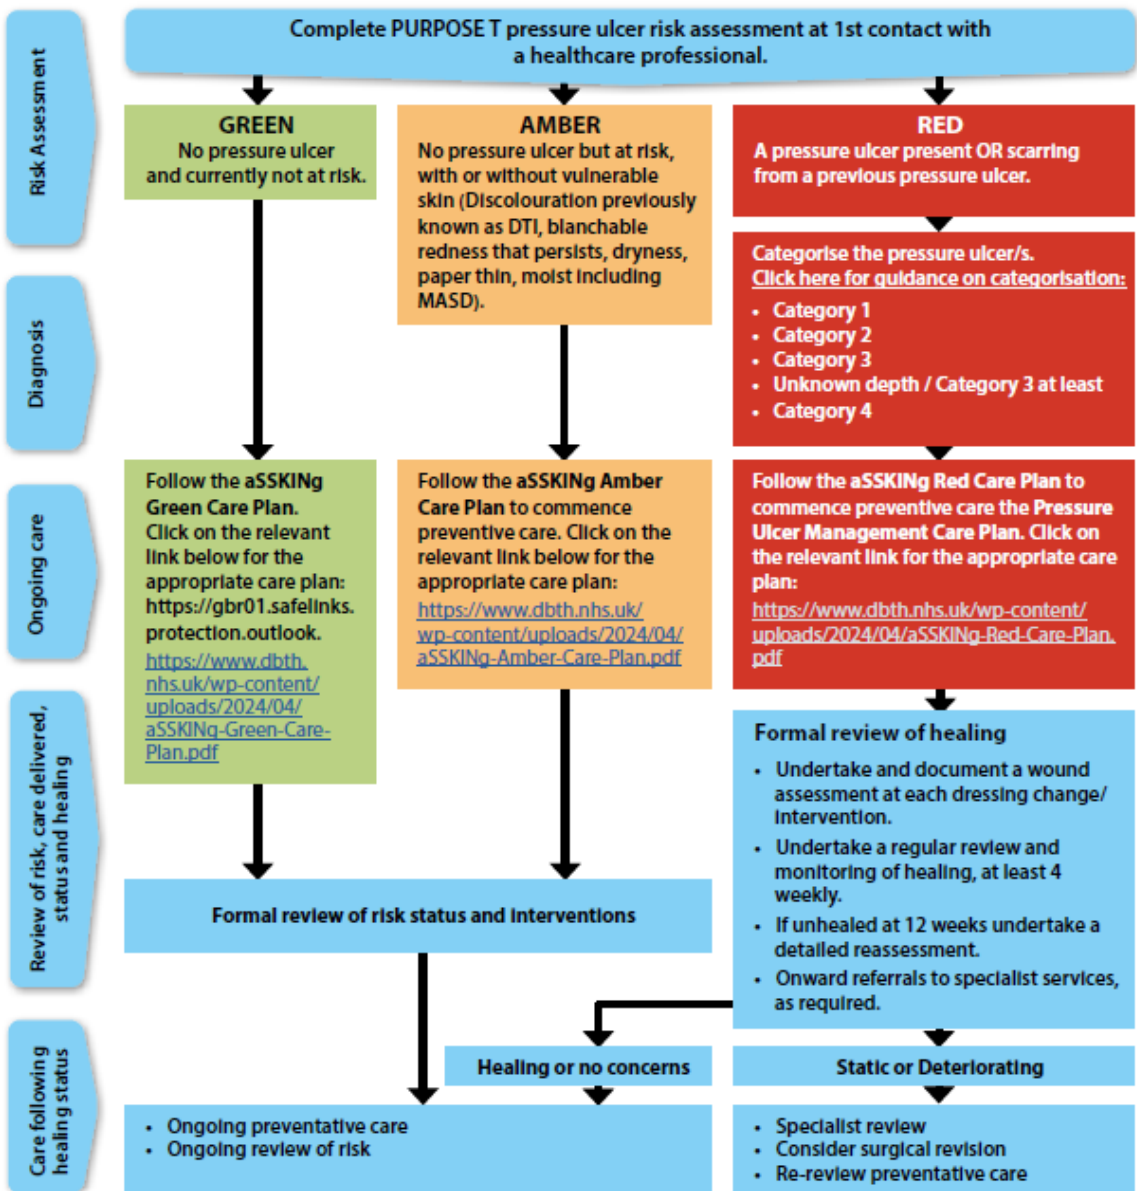 Risk Assessment
Complete PURPOSE T pressure ulcer risk assessment at 1st contact with
a healthcare professional.
GREEN
No pressure ulcer
and currently not at risk.
AMBER
No pressure ulcer but at risk,
with or without vulnerable
skin (Discolouration previously
known as DTI, blanchable
redness that persists, dryness,
paper thin, moist including
MASD).
RED
A pressure ulcer present OR scarring
from a previous pressure ulcer.
Diagnosis
Categorise the pressure ulcer/s.
Click here for guidance on categorisation:
• Category 1
• Category 2
• Category 3
• Unknown depth / Category 3 at least
• Category 4
Ongoing care
Follow the aSSKINg
Green Care Plan.
Click on the relevant
link below for the
appropriate care plan:
https://gbr01.safelinks.
protection.outlook.
https://www.dbth.
nhs.uk/wp-content/
uploads/2024/04/
aSSKINg-Green-Care-
Plan.pdf
Follow the aSSKINg Amber
Care Plan to commence
preventive care. Click on the
relevant link below for the
appropriate care plan:
https://www.dbth.nhs.uk/
wp-content/uploads/2024/04/
aSSKINg-Amber-Care-Plan.pdf
Follow the aSSKINg Red Care Plan to
commence preventive care the Pressure
Ulcer Management Care Plan. Click on
the relevant link for the appropriate care
plan:
https://www.dbth.nhs.uk/wp-content/
uploads/2024/04/aSSKINg-Red-Care-Plan.
pdf
Review of risk, care delivered,
status and healing
Formal review of risk status and interventions
Formal review of healing
• Undertake and document a wound
assessment at each dressing change/
intervention.
• Undertake a regular review and
monitoring of healing, at least 4
weekly.
• If unhealed at 12 weeks undertake a
detailed reassessment.
• Onward referrals to specialist services,
as required.
Care following
healing status
Healing or no concerns
Static or Deteriorating
• Ongoing preventative care
• Ongoing review of risk
• Specialist review
• Consider surgical revision
• Re-review preventative care